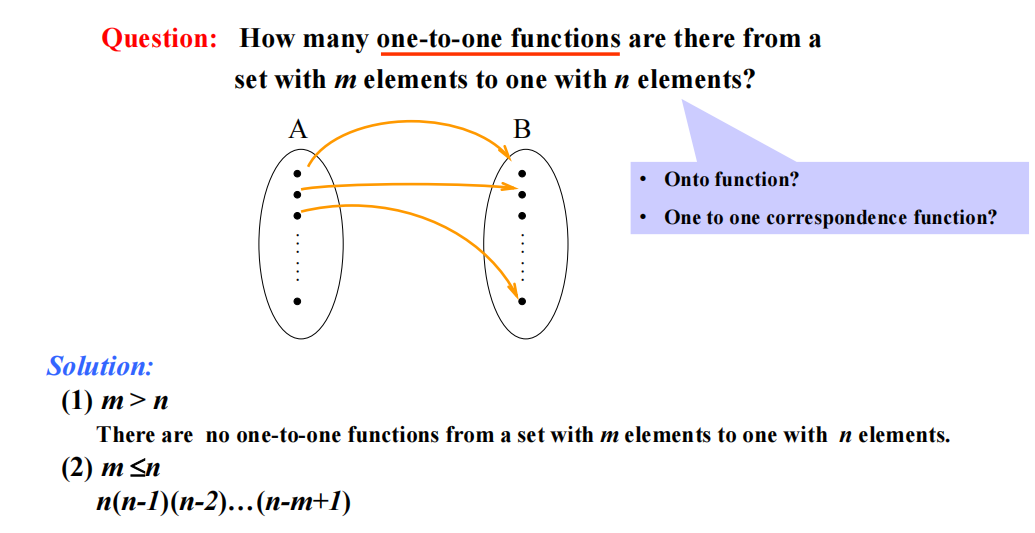 Question: How many one-to-one functions are there from a
set with m elements to one with n elements?
A B
• Onto function?
• One to one correspondence function?
Solution:
(1) m > n
There are no one-to-one functions from a set with m elements to one with n elements.
(2) m ≤n
n(n-1)(n-2)…(n-m+1)